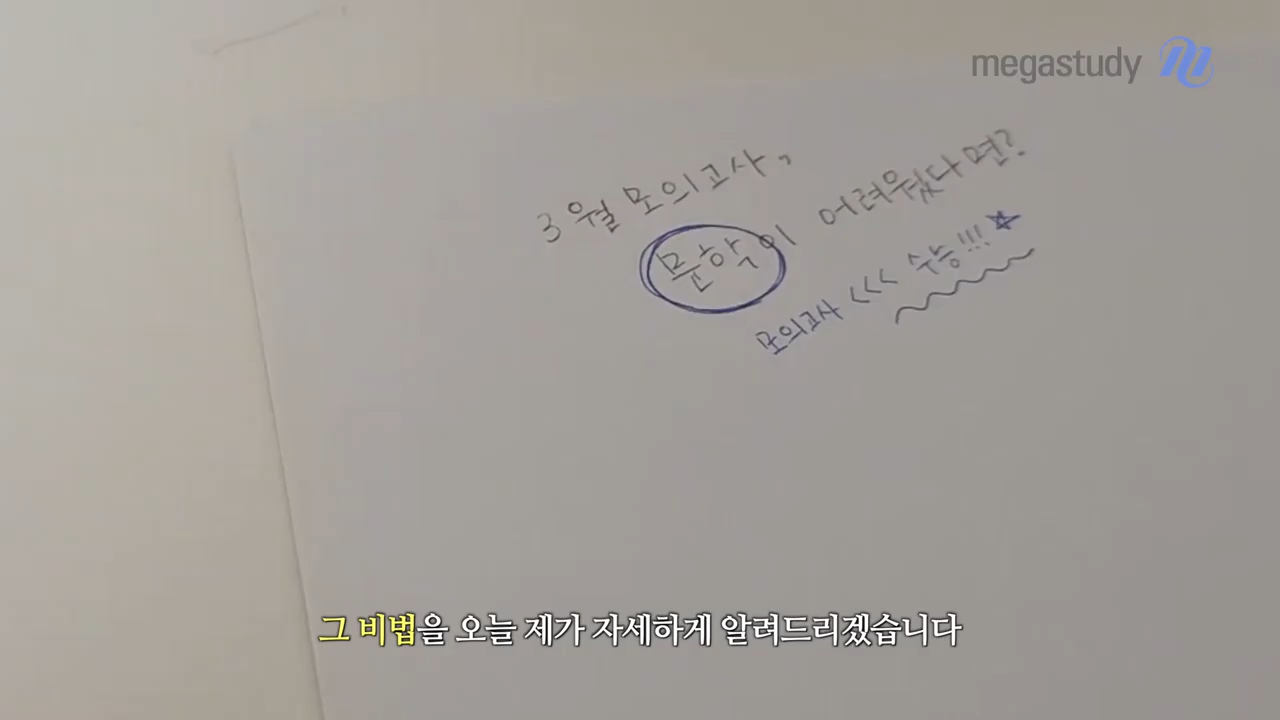 megastudy
3월 모의고사,
문학이 어려웠다면?
모의고사 <<< 수능!!!
그 비법을 오늘 제가 자세하게 알려드리겠습니다